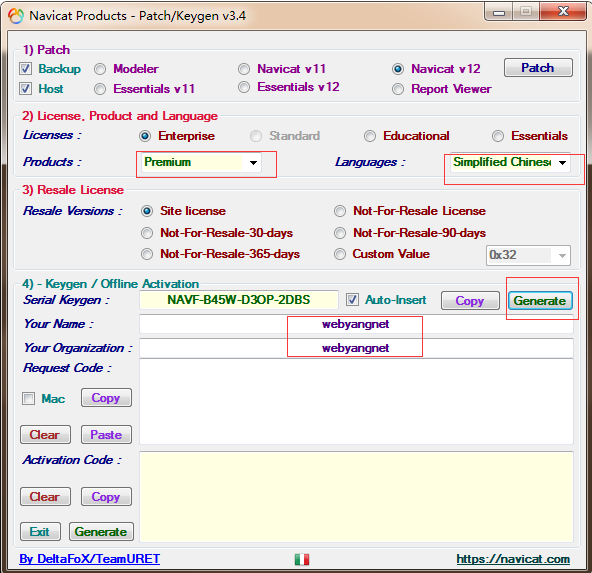 Navicat Products - Patch/Keygen v3.4
1) Patch
Backup Modeler Navicat v11 Navicat v12 Patch
Host Essentials v11 Essentials v12 Report Viewer
2) License, Product and Language
Licenses : Enterprise Standard Educational Essentials
Products : Premium Languages : Simplified Chinese
3) Resale License
Resale Versions : Site license Not-For-Resale License
Not-For-Resale-30-days Not-For-Resale-90-days
Not-For-Resale-365-days Custom Value 0x32
4) - Keygen / Offline Activation
Serial Keygen : NAVF-B45W-D3OP-2DBS Auto-Insert Copy Generate
Your Name : webyangnet
Your Organization : webyangnet
Request Code :
Mac Copy
Clear Paste
Activation Code :
Clear Copy
Exit Generate
By DeltaFoX/TeamURET https://navicat.com